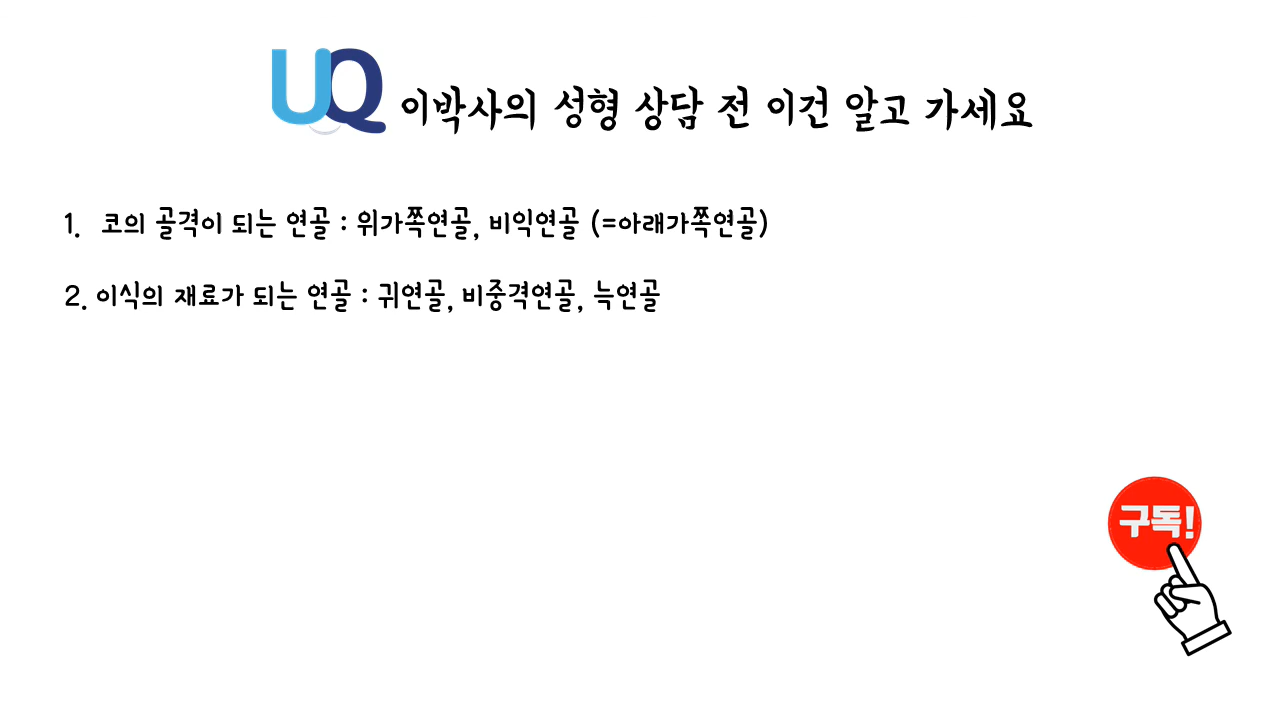 UQ 이박사의 성형 상담 전 이건 알고 가세요
1. 코의 골격이 되는 연골 : 위가쪽연골, 비익연골 (=아래가쪽연골)
2. 이식의 재료가 되는 연골 : 귀연골, 비중격연골, 늑연골
구독!